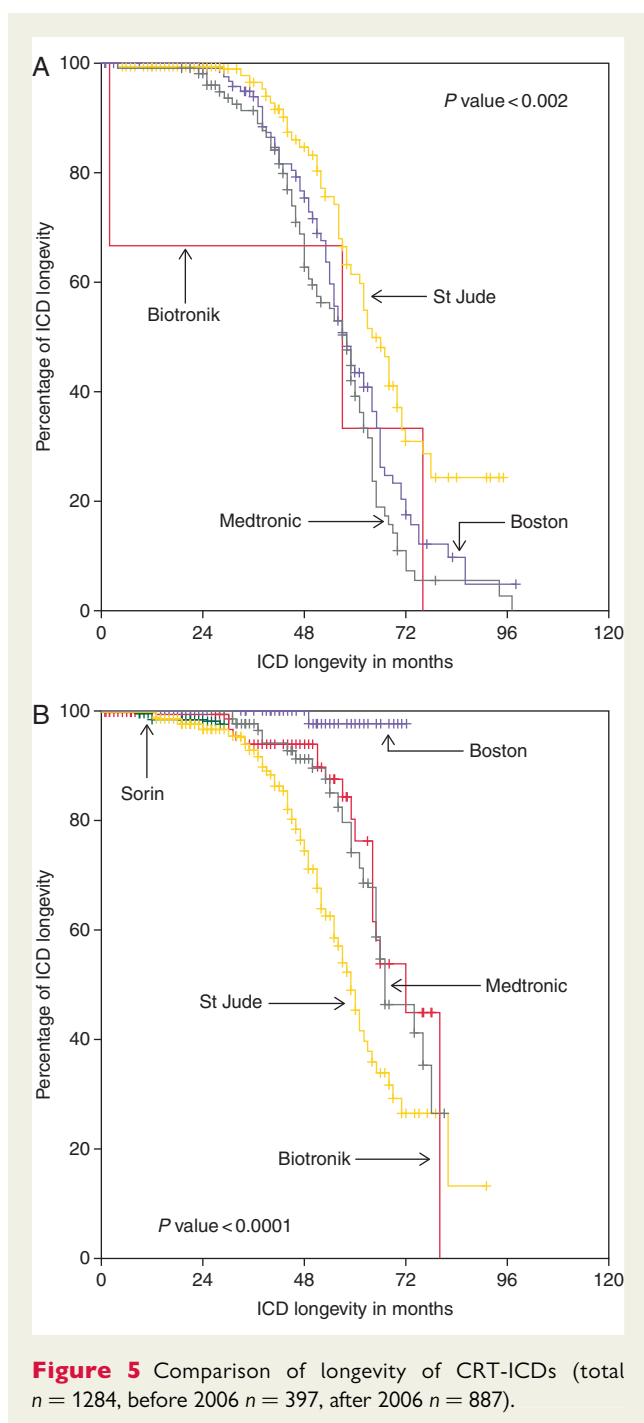 A
100
80
60
40
20
0
Percentage of ICD longevity
P value < 0.002
Biotronik
St Jude
Medtronic
Boston
0 24 48 72 96 120
ICD longevity in months
B
100
80
60
40
20
0
Percentage of ICD longevity
Boston
Sorin
Medtronic
St Jude
Biotronik
P value < 0.0001
0 24 48 72 96 120
ICD longevity in months
Figure 5 Comparison of longevity of CRT-ICDs (total
n = 1284, before 2006 n = 397, after 2006 n = 887).